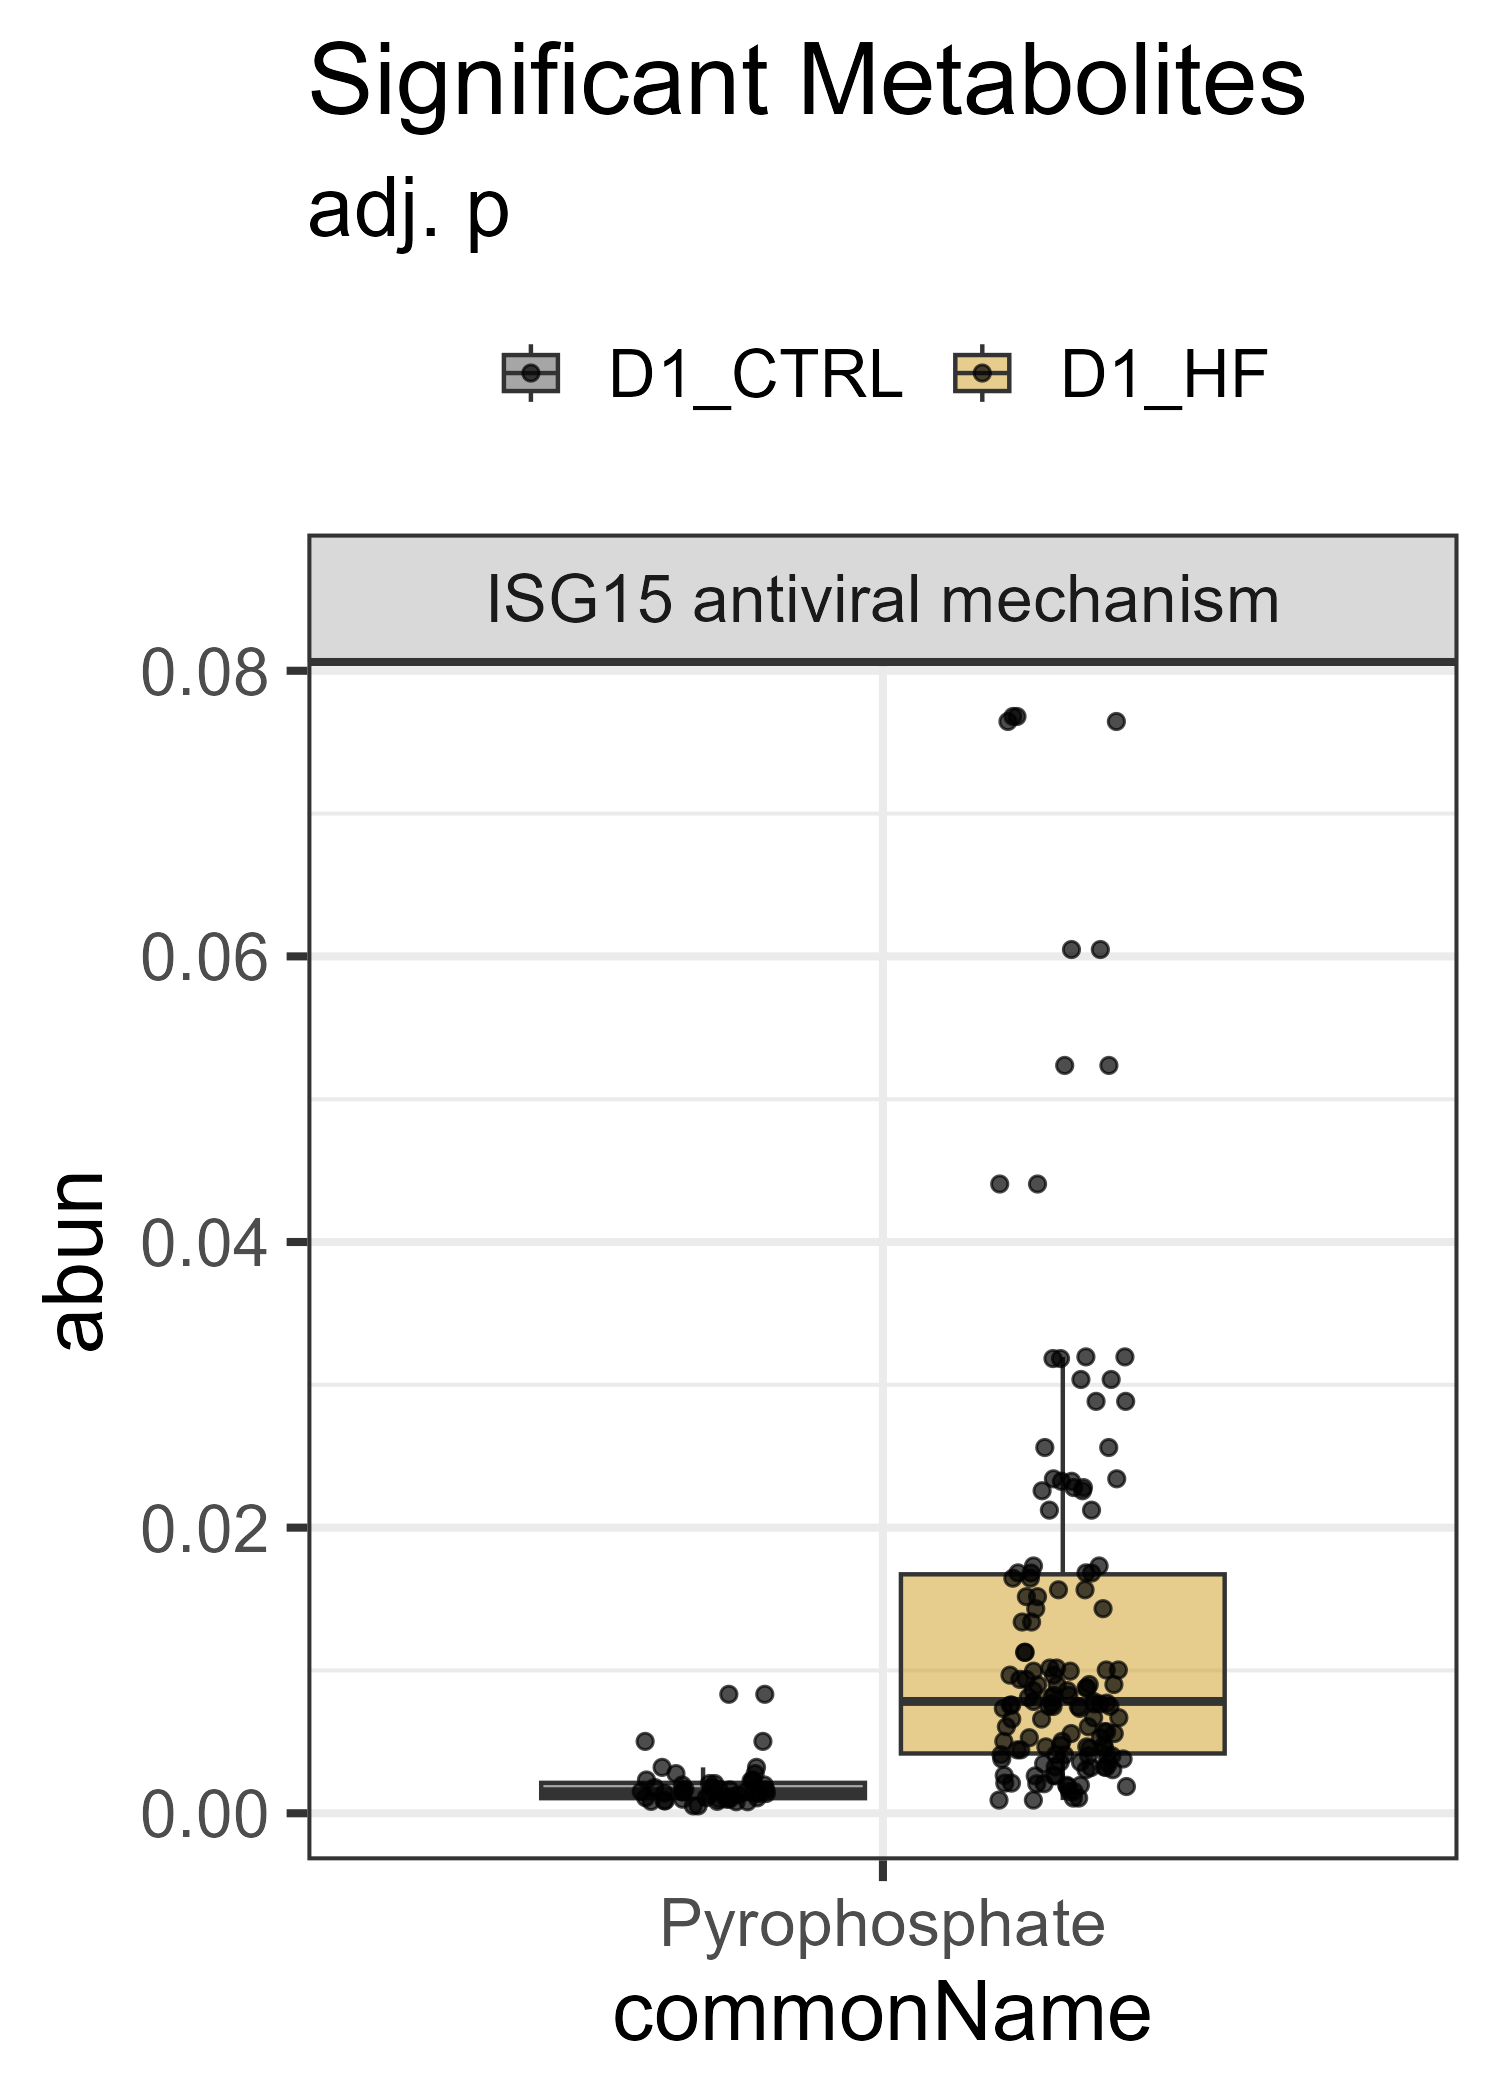 Significant Metabolites
adj. p
D1_CTRL D1_HF
ISG15 antiviral mechanism
0.08
0.06
0.04
0.02
0.00
abun
Pyrophosphate
commonName